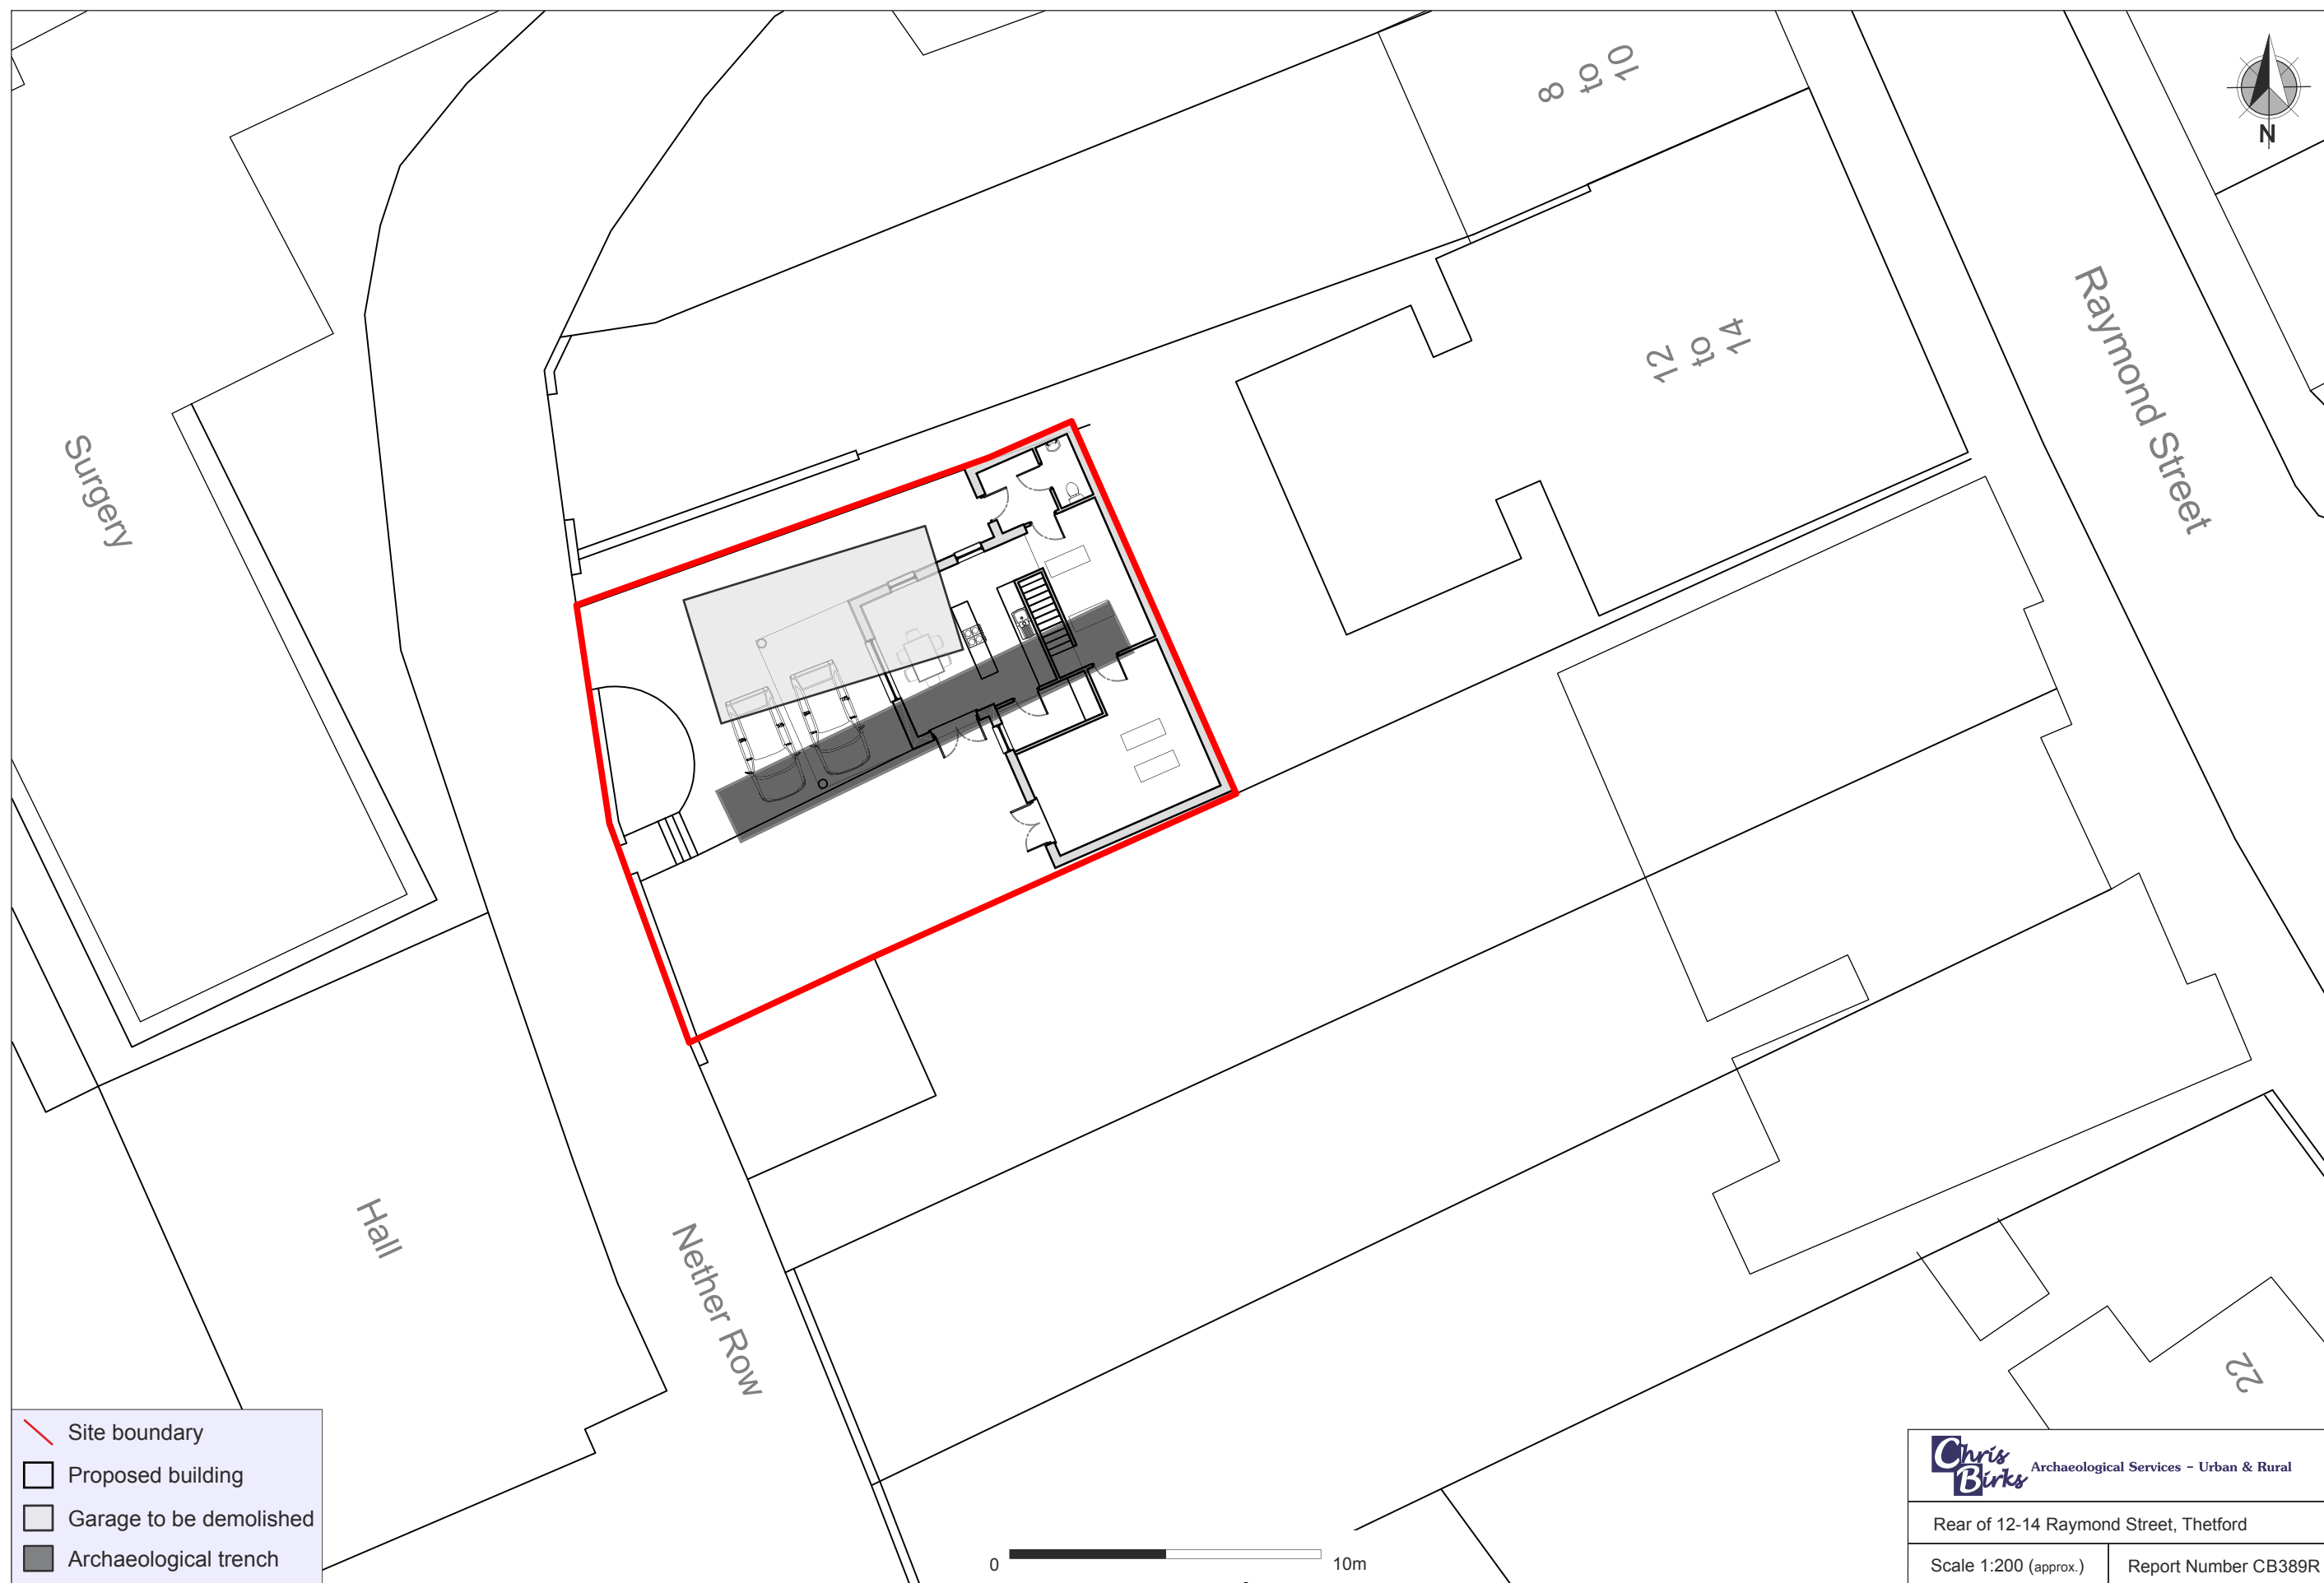 10
to
8
N
14
to
12
Raymond Street
Surgery
Hall
Nether Row
22
Site boundary
Proposed building
Garage to be demolished
Archaeological trench
0
10m
Chris
Birks
Archaeological Services - Urban & Rural
Rear of 12-14 Raymond Street, Thetford
Scale 1:200 (approx.)
Report Number CB389R